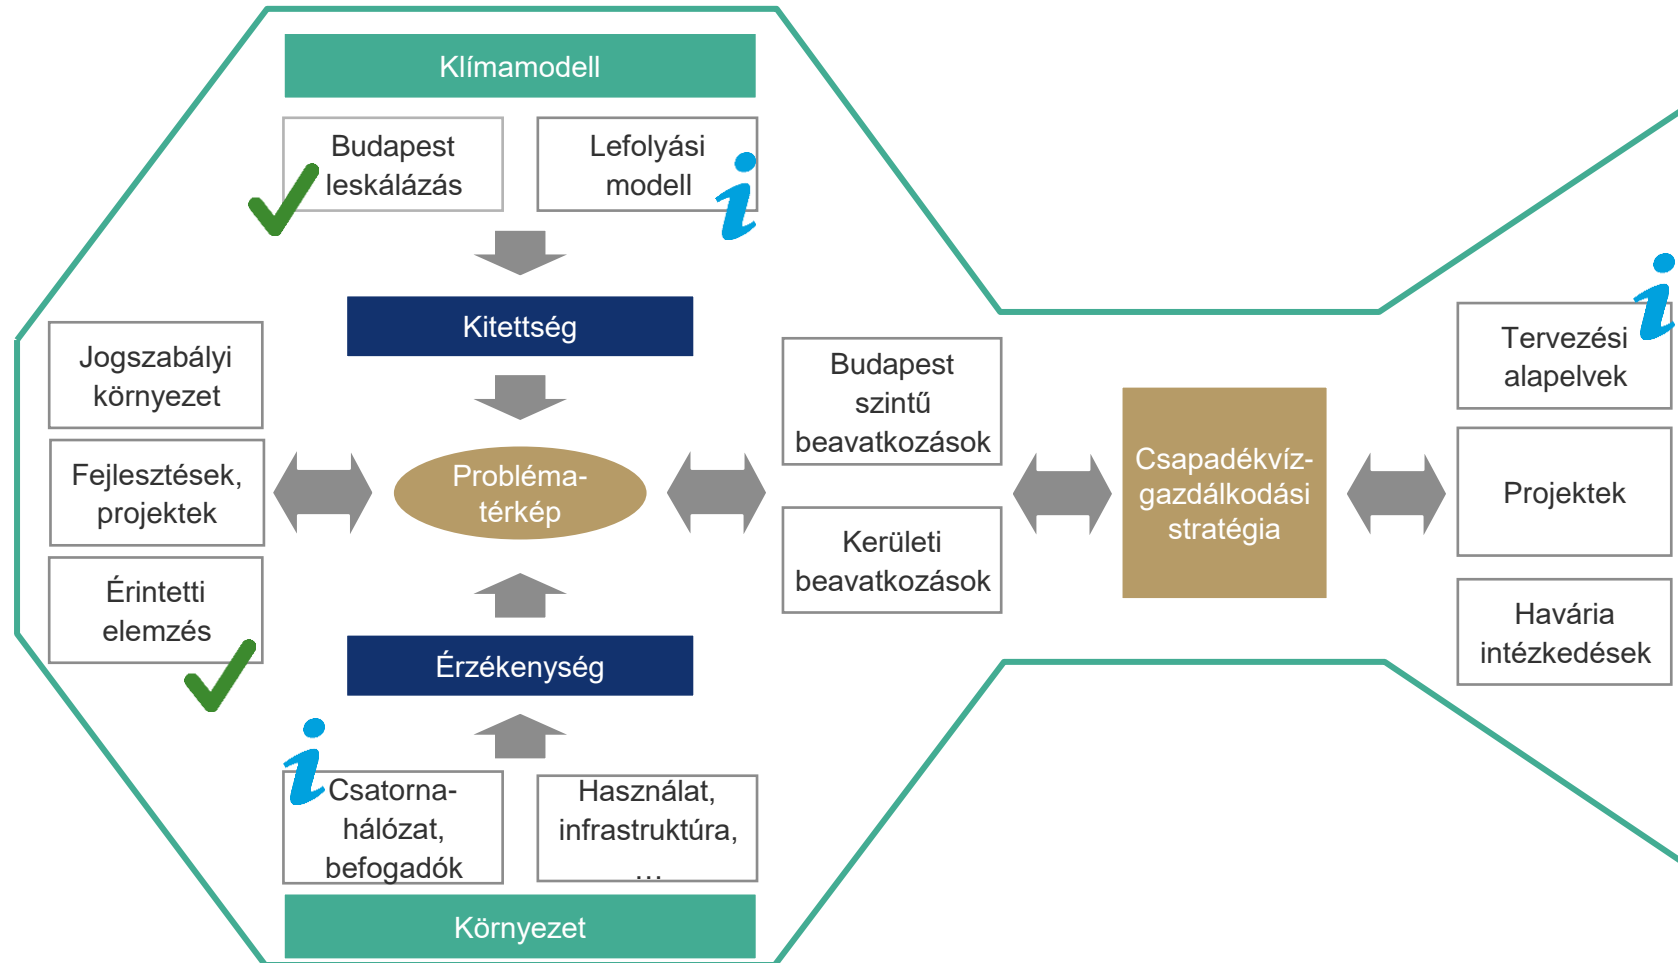 Klímamodell
Budapest
leskálázás
Lefolyási
modell
Kitettség
Jogszabályi
környezet
Fejlesztések,
projektek
Érintetti
elemzés
Probléma-
térkép
Érzékenység
Csatorna-
hálózat,
befogadók
Használat,
infrastruktúra,
...
Környezet
Budapest
szintű
beavatkozások
Kerületi
beavatkozások
Csapadékvíz-
gazdálkodási
stratégia
Tervezési
alapelvek
Projektek
Havária
intézkedések